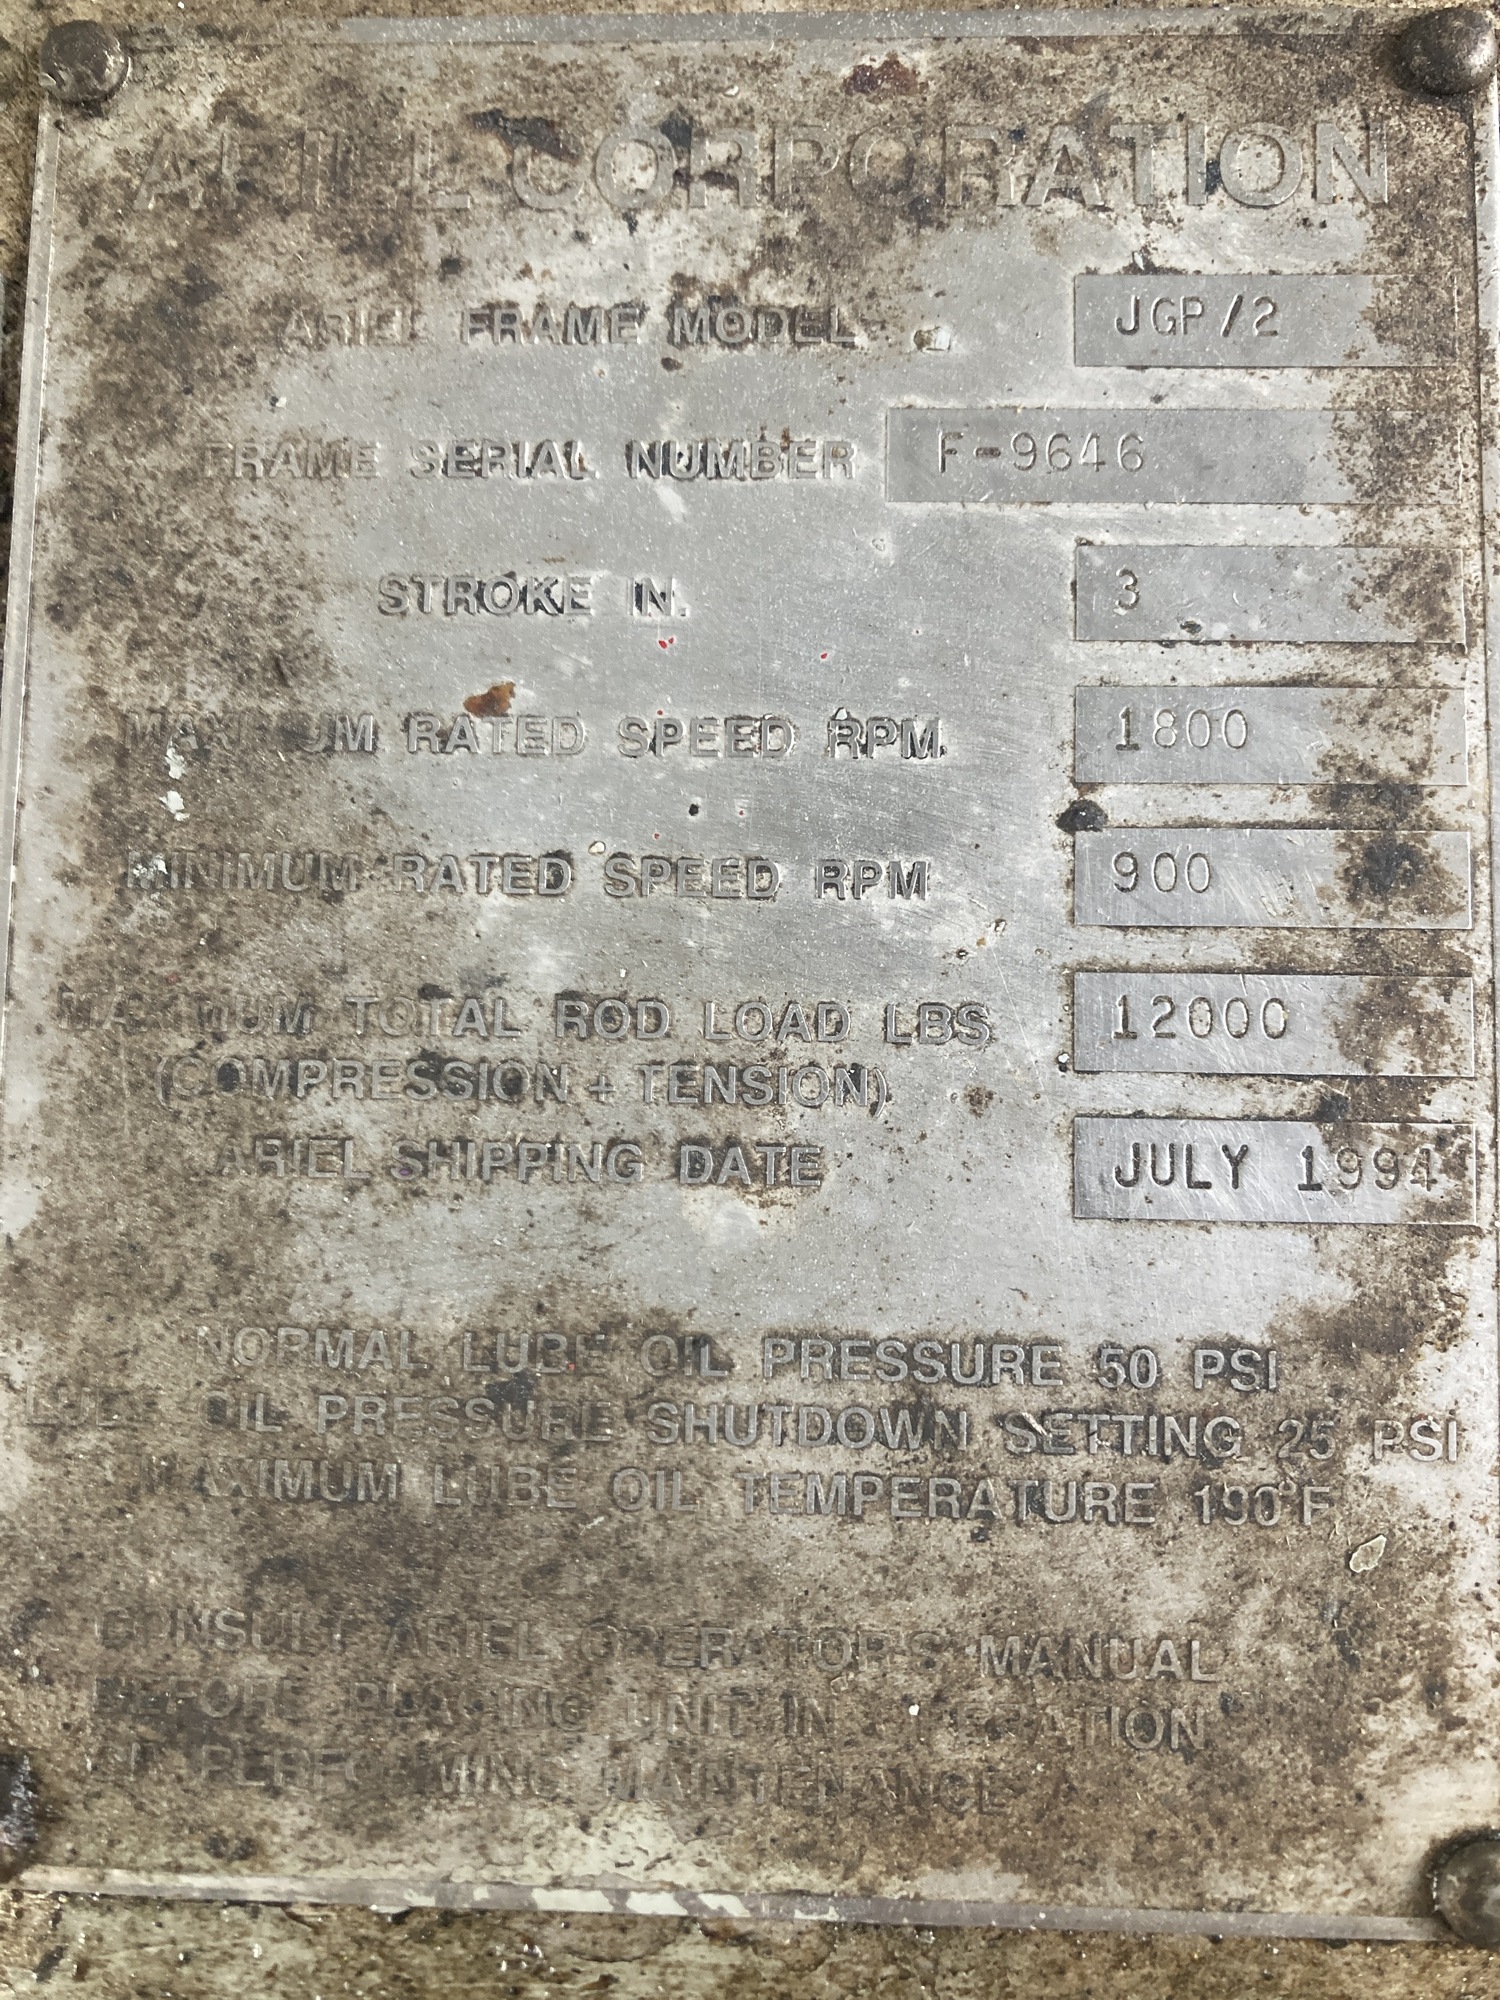 ARIEL CORPORATION
ARIEL FRAME MODEL JGP/2
FRAME SERIAL NUMBER F-9646
STROKE IN. 3
MAXIMUM RATED SPEED RPM 1800
MINIMUM RATED SPEED RPM 900
MAXIMUM TOTAL ROD LOAD LBS 12000
(COMPRESSION + TENSION)
ARIEL SHIPPING DATE JULY 1994
NORMAL LUBE OIL PRESSURE 50 PSI
LUBE OIL PRESSURE SHUTDOWN SETTING 25 PSI
MAXIMUM LUBE OIL TEMPERATURE 190°F
CONSULT ARIEL OPERATOR'S MANUAL
BEFORE PLACING UNIT IN OPERATION
OR PERFORMING MAINTENANCE